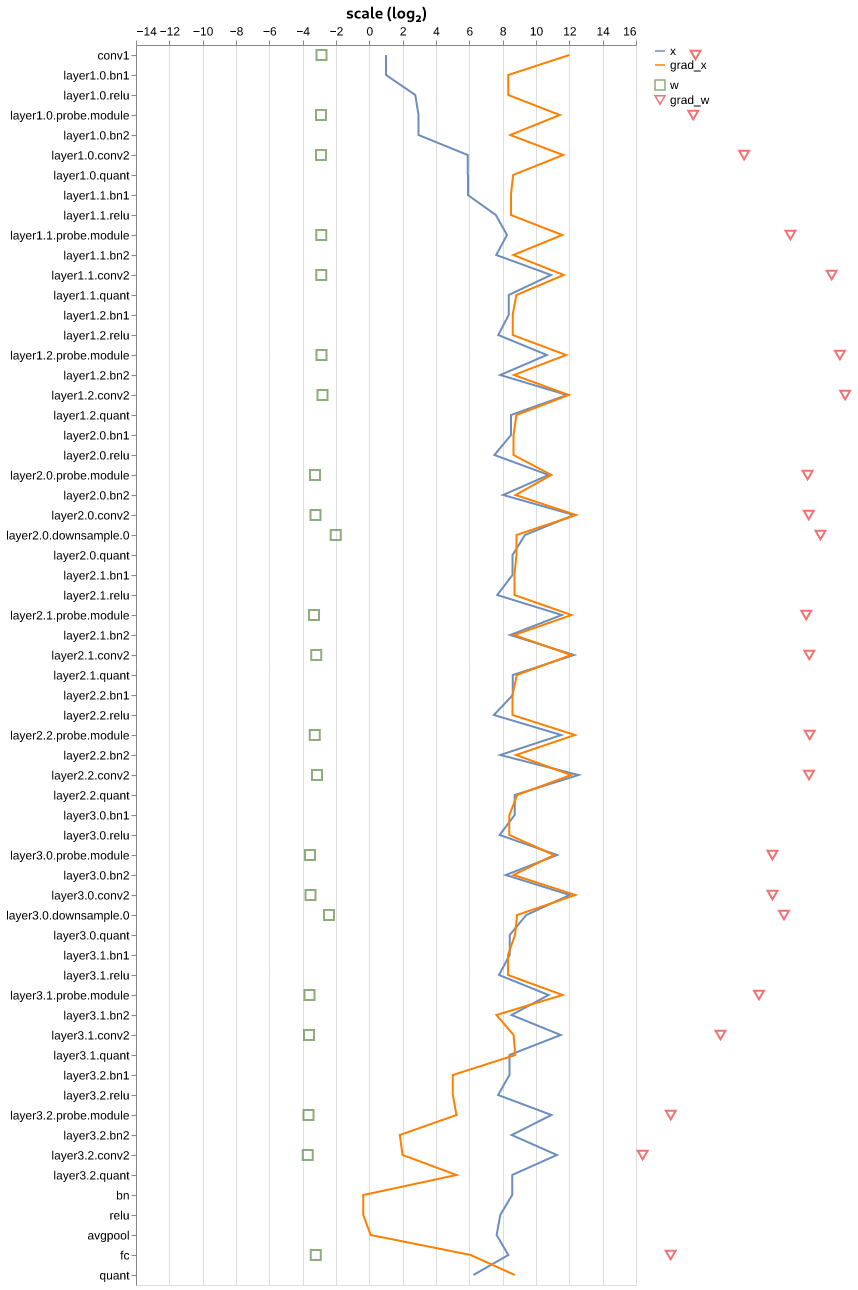 scale (log₂)
−14 −12 −10 −8 −6 −4 −2 0 2 4 6 8 10 12 14 16
x
grad_x
w
grad_w
conv1
layer1.0.bn1
layer1.0.relu
layer1.0.probe.module
layer1.0.bn2
layer1.0.conv2
layer1.0.quant
layer1.1.bn1
layer1.1.relu
layer1.1.probe.module
layer1.1.bn2
layer1.1.conv2
layer1.1.quant
layer1.2.bn1
layer1.2.relu
layer1.2.probe.module
layer1.2.bn2
layer1.2.conv2
layer1.2.quant
layer2.0.bn1
layer2.0.relu
layer2.0.probe.module
layer2.0.bn2
layer2.0.conv2
layer2.0.downsample.0
layer2.0.quant
layer2.1.bn1
layer2.1.relu
layer2.1.probe.module
layer2.1.bn2
layer2.1.conv2
layer2.1.quant
layer2.2.bn1
layer2.2.relu
layer2.2.probe.module
layer2.2.bn2
layer2.2.conv2
layer2.2.quant
layer3.0.bn1
layer3.0.relu
layer3.0.probe.module
layer3.0.bn2
layer3.0.conv2
layer3.0.downsample.0
layer3.0.quant
layer3.1.bn1
layer3.1.relu
layer3.1.probe.module
layer3.1.bn2
layer3.1.conv2
layer3.1.quant
layer3.2.bn1
layer3.2.relu
layer3.2.probe.module
layer3.2.bn2
layer3.2.conv2
layer3.2.quant
bn
relu
avgpool
fc
quant